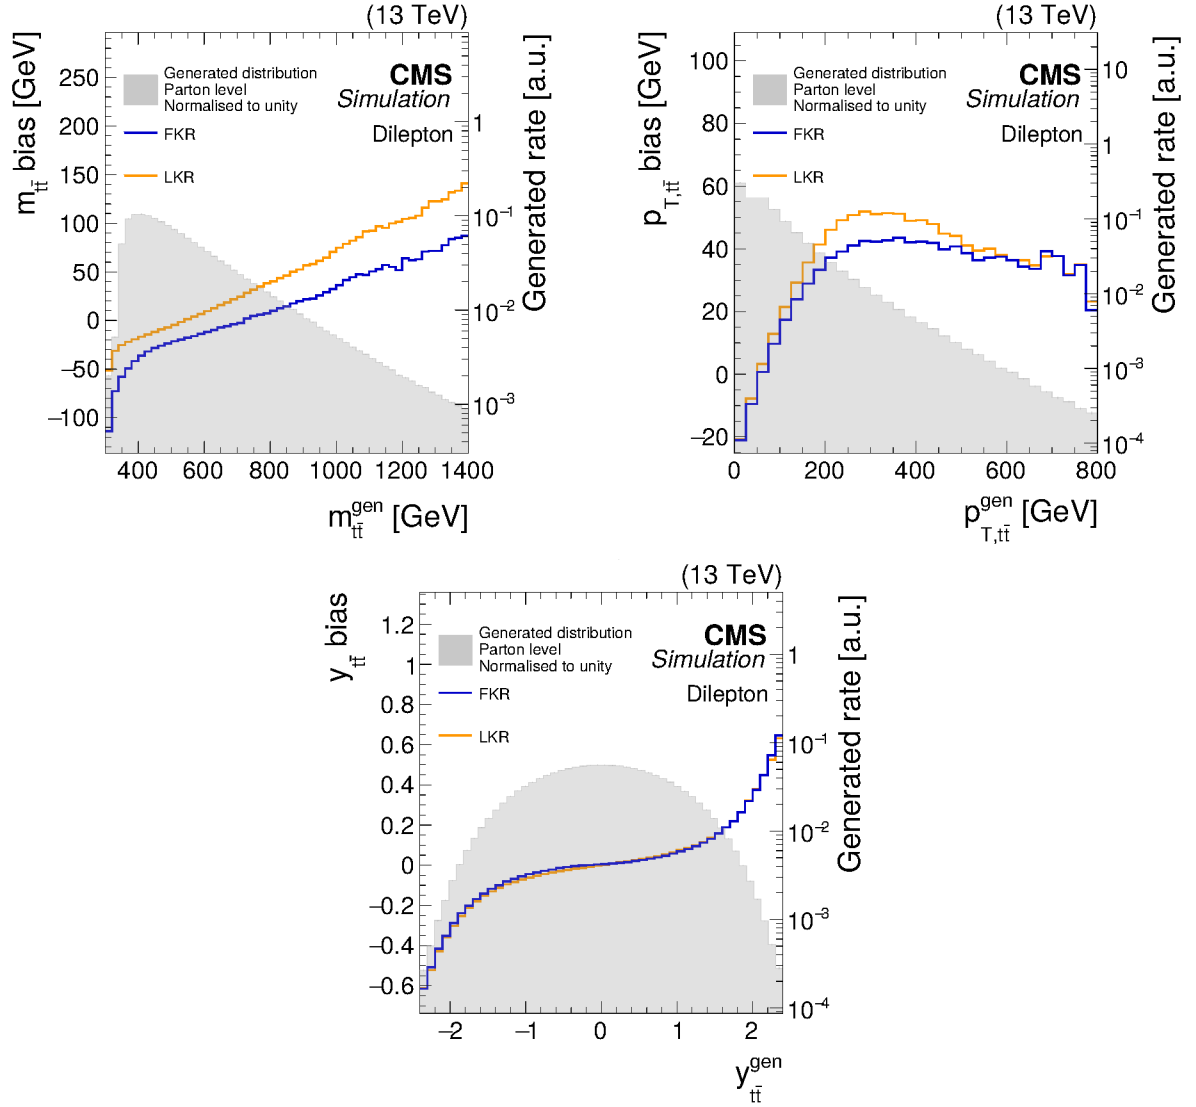 (13 TeV)
m_tt̄ bias [GeV]
Generated rate [a.u.]
250
200
150
100
50
0
−50
−100
Generated distribution
Parton level
Normalised to unity
FKR
LKR
CMS
Simulation
Dilepton
1
10⁻¹
10⁻²
10⁻³
400 600 800 1000 1200 1400
m_tt̄^gen [GeV]
(13 TeV)
p_T,tt̄ bias [GeV]
Generated rate [a.u.]
100
80
60
40
20
0
−20
Generated distribution
Parton level
Normalised to unity
FKR
LKR
CMS
Simulation
Dilepton
10
1
10⁻¹
10⁻²
10⁻³
10⁻⁴
0 200 400 600 800
p_T,tt̄^gen [GeV]
(13 TeV)
y_tt̄ bias
Generated rate [a.u.]
1.2
1
0.8
0.6
0.4
0.2
0
−0.2
−0.4
−0.6
Generated distribution
Parton level
Normalised to unity
FKR
LKR
CMS
Simulation
Dilepton
1
10⁻¹
10⁻²
10⁻³
10⁻⁴
−2 −1 0 1 2
y_tt̄^gen